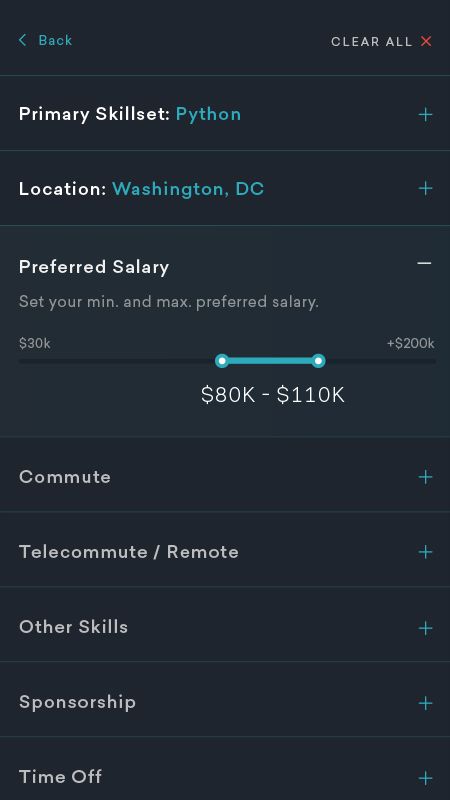 Back
CLEAR ALL
Primary Skillset: Python
Location: Washington, DC
Preferred Salary
Set your min. and max. preferred salary.
$30k +$200k
$80K - $110K
Commute
Telecommute / Remote
Other Skills
Sponsorship
Time Off